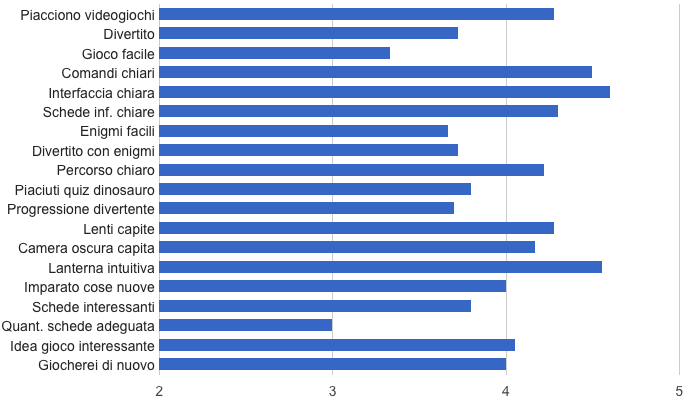 Piacciono videogiochi
Divertito
Gioco facile
Comandi chiari
Interfaccia chiara
Schede inf. chiare
Enigmi facili
Divertito con enigmi
Percorso chiaro
Piaciuti quiz dinosauro
Progressione divertente
Lenti capite
Camera oscura capita
Lanterna intuitiva
Imparato cose nuove
Schede interessanti
Quant. schede adeguata
Idea gioco interessante
Giocherei di nuovo
2 3 4 5